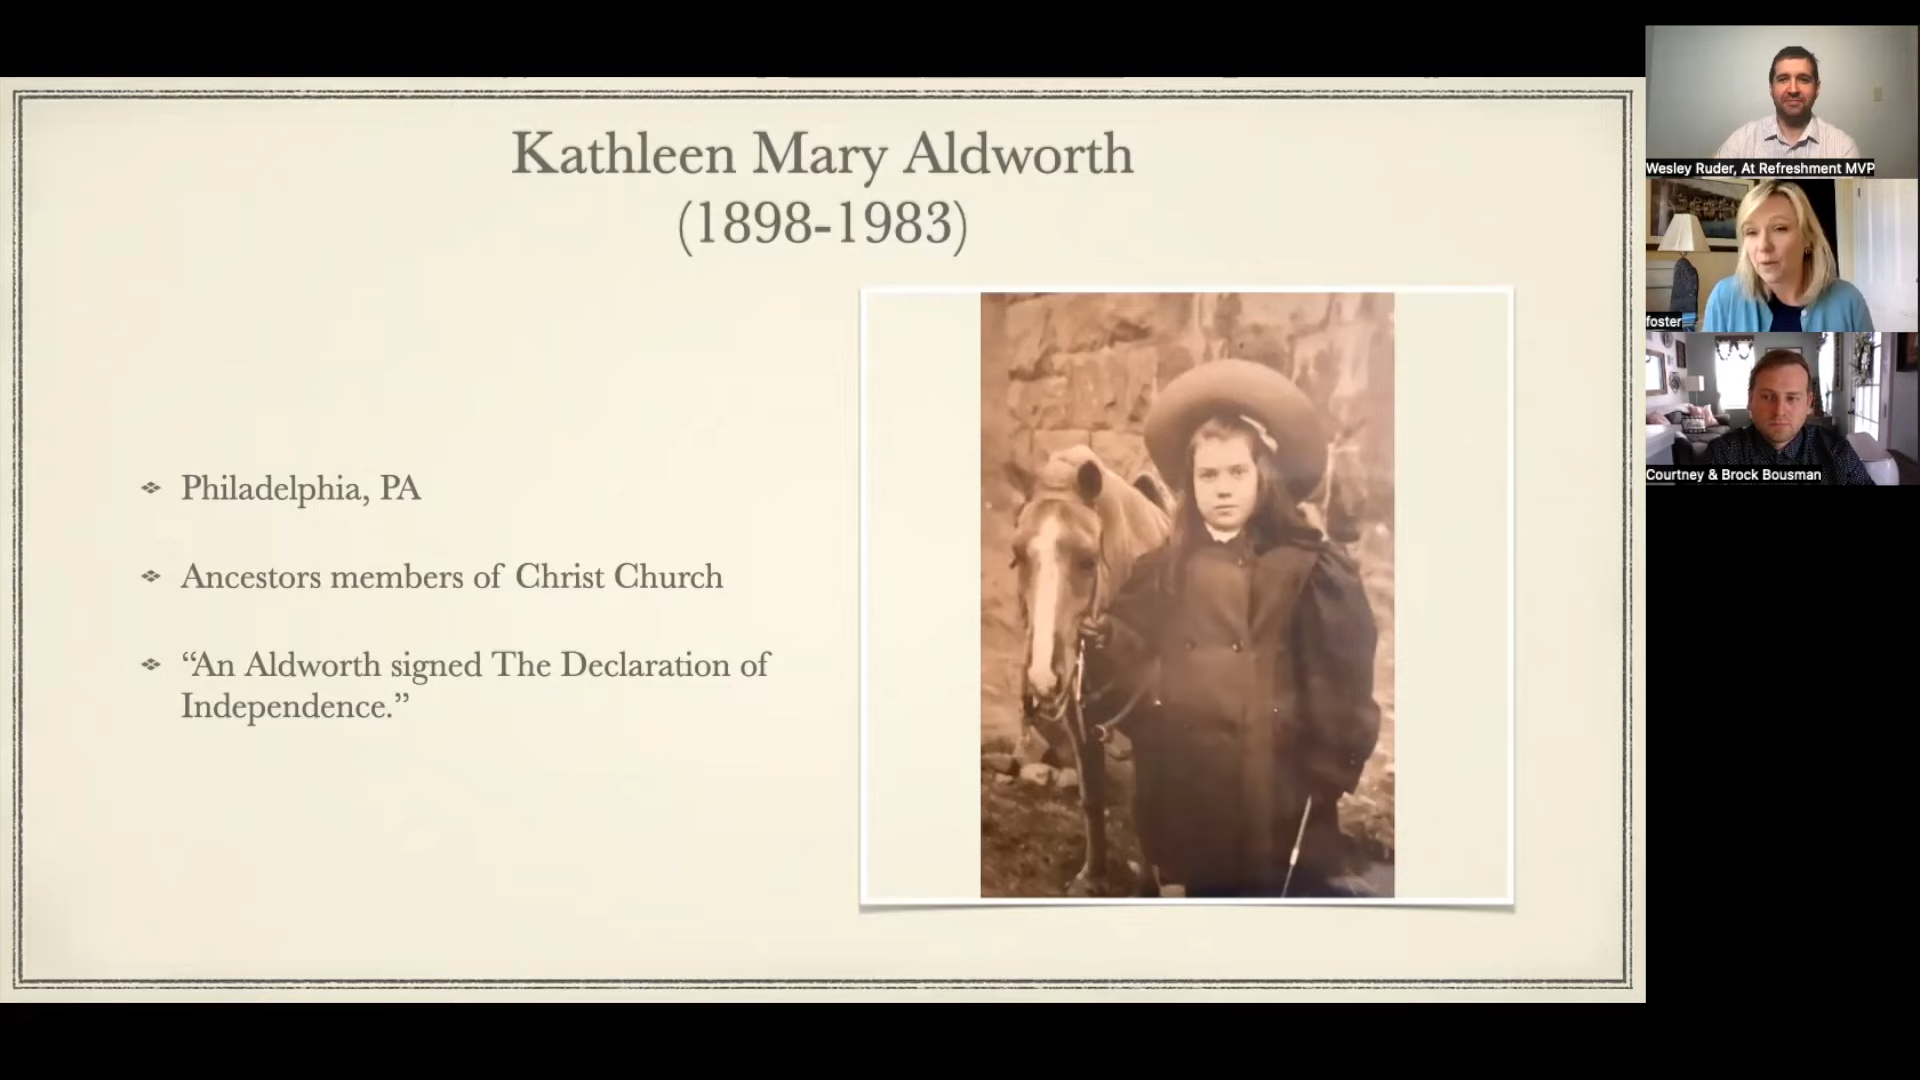 Kathleen Mary Aldworth
(1898-1983)
Philadelphia, PA
Ancestors members of Christ Church
“An Aldworth signed The Declaration of
Independence.”
Wesley Ruder, At Refreshment MVP
foster
Courtney & Brock Bousman